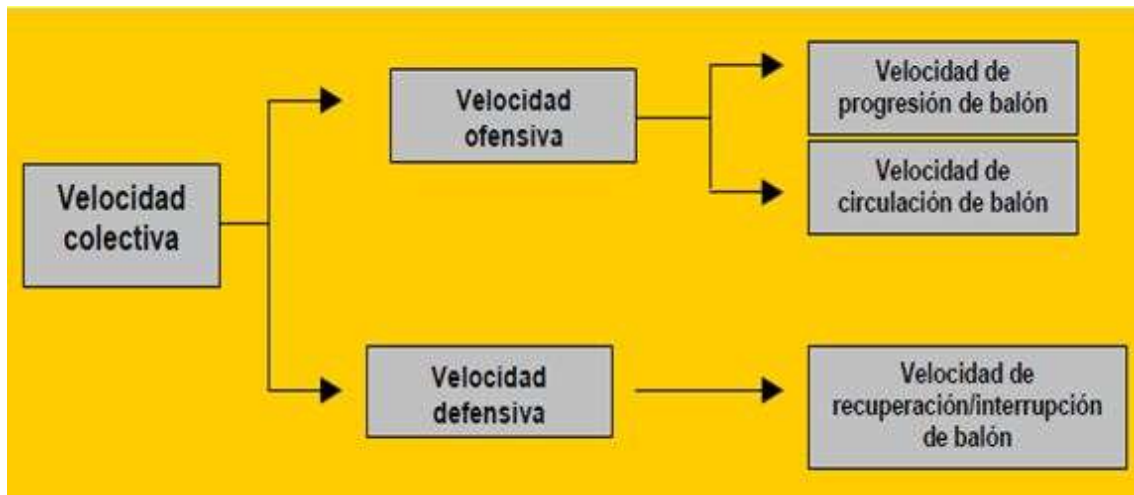 Velocidad
colectiva
Velocidad
ofensiva
Velocidad de
progresión de balón
Velocidad de
circulación de balón
Velocidad
defensiva
Velocidad de
recuperación/interrupción
de balón